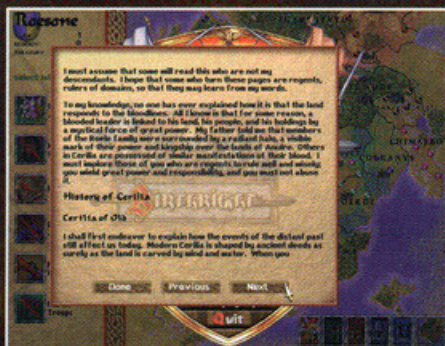 Roesone
I must assume that some will read this who are not my
descendants. I hope that some who turn these pages are regents,
rulers of domains, so that they may learn from my words.
To my knowledge, no one has ever explained how it is that the land
responds to the bloodlines. All I know is that for some reason, a
blooded leader is linked to his land, his people, and his holdings by
a mystical force of great power. My father told me that members
of the Roele family were surrounded by a radiant halo, a visible
mark of their power and kingship over the lands of Anuire. Others
in Cerilia are possessed of similar manifestations of their blood. I
must implore those of you who are regents to rule well and wisely;
you wield great power and responsibility, and you must not abuse
it.
History of Cerilia
BIRTHRIGHT
Cerilia of Old
I shall first endeavor to explain how the events of the distant past
still affect us today. Modern Cerilia is shaped by ancient deeds as
surely as the land is carved by wind and water. When you
Done Previous Next
Troops
Quit